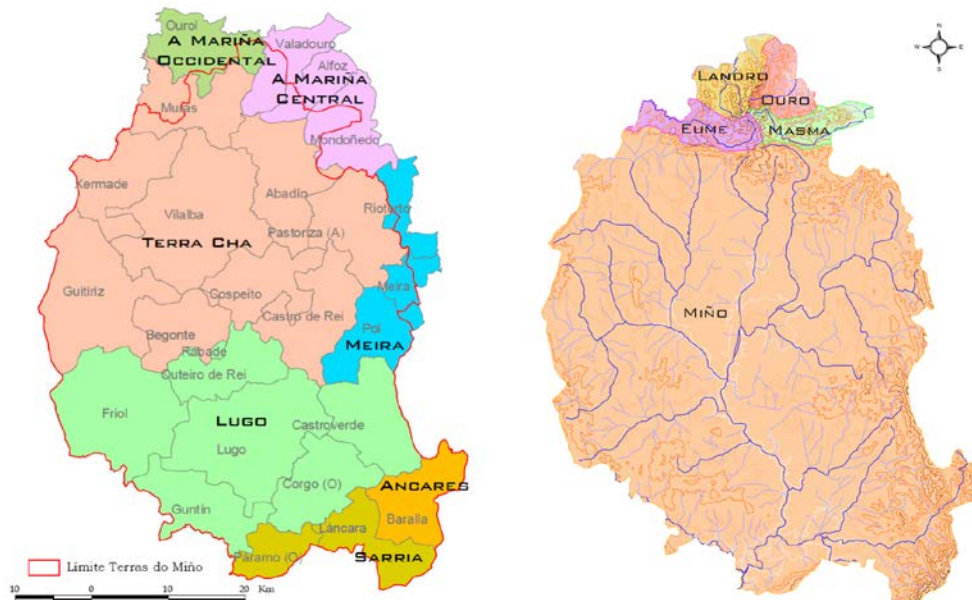 Ourol
A MARIÑA
OCCIDENTAL
Valadouro
Alfoz
A MARIÑA
CENTRAL
Muras
Mondoñedo
Xermade
Abadín
Riotorto
Vilalba
Pastoriza (A)
TERRA CHA
Guitiriz
Cospeito
Meira
Castro de Rei
Begonte
Pol
Rábade
MEIRA
Outeiro de Rei
Friol
LUGO
Castroverde
Lugo
Corgo (O)
ANCARES
Guntín
Baralla
Láncara
Páramo (O)
SARRIA
Límite Terras do Miño
10 0 10 20 Km
N
W E
S
LANDRO
OURO
EUME
MASMA
MIÑO